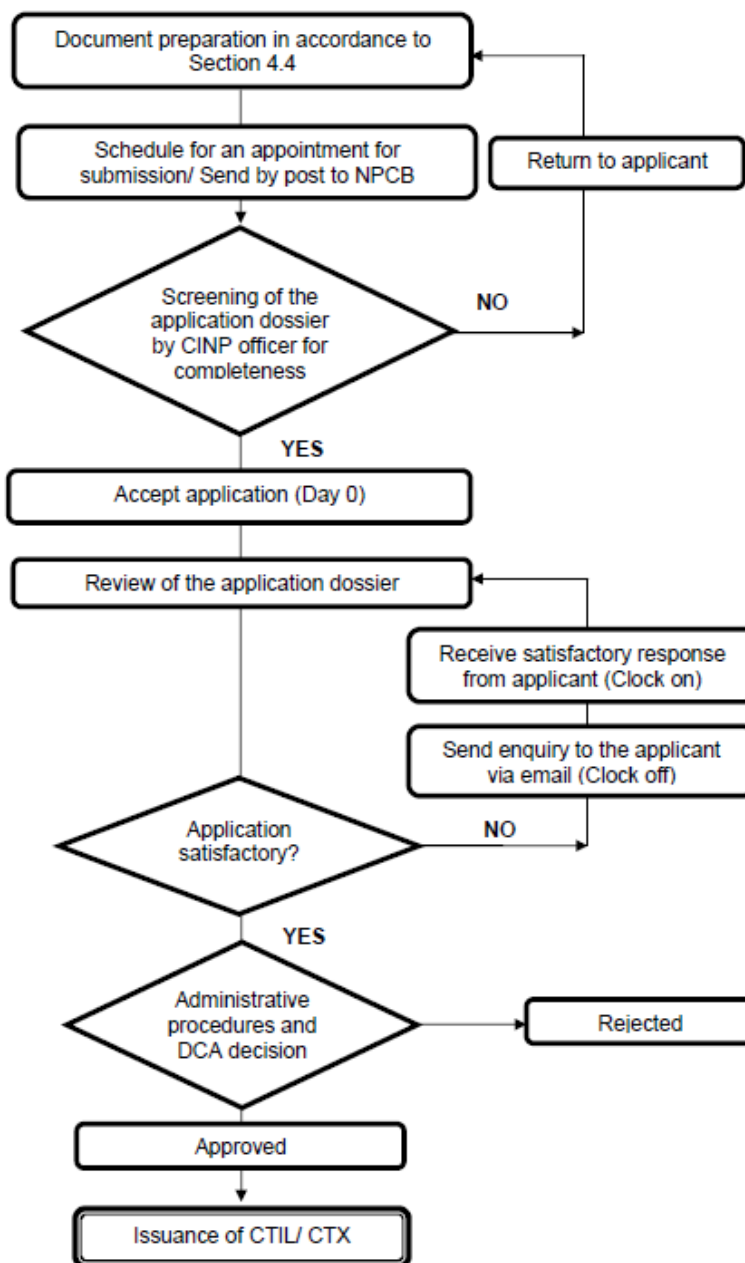 Document preparation in accordance to
Section 4.4
Schedule for an appointment for
submission/ Send by post to NPCB
Return to applicant
Screening of the
application dossier
by CINP officer for
completeness
NO
YES
Accept application (Day 0)
Review of the application dossier
Receive satisfactory response
from applicant (Clock on)
Send enquiry to the applicant
via email (Clock off)
Application
satisfactory?
NO
YES
Administrative
procedures and
DCA decision
Rejected
Approved
Issuance of CTIL/ CTX